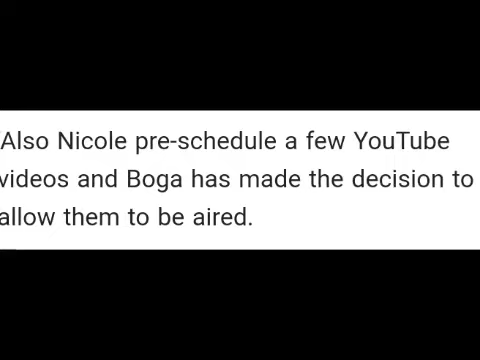 Also Nicole pre-schedule a few YouTube
videos and Boga has made the decision to
allow them to be aired.